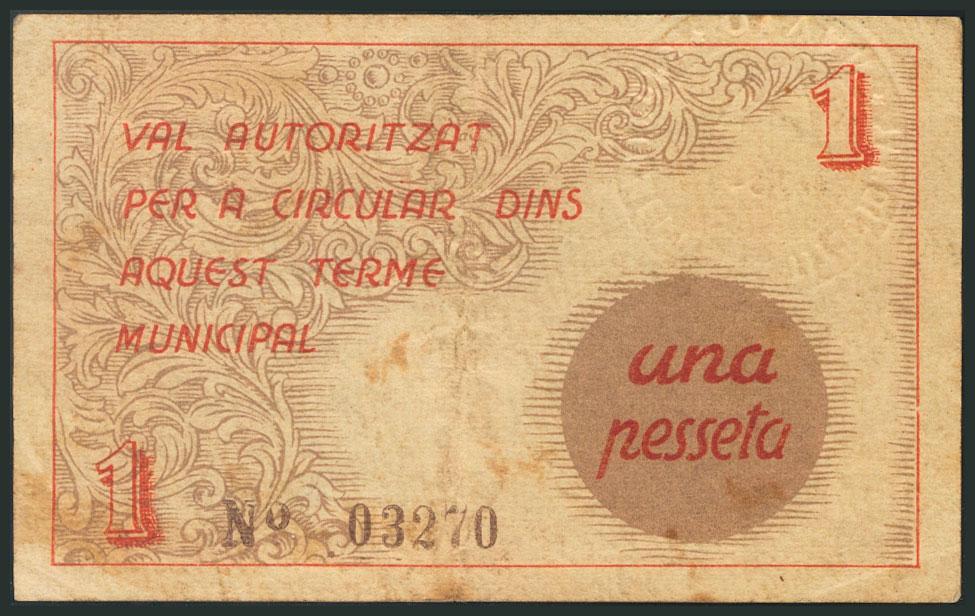 1
VAL AUTORITZAT
PER A CIRCULAR DINS
AQUEST TERME
MUNICIPAL
una
pesseta
1
Nº 03270